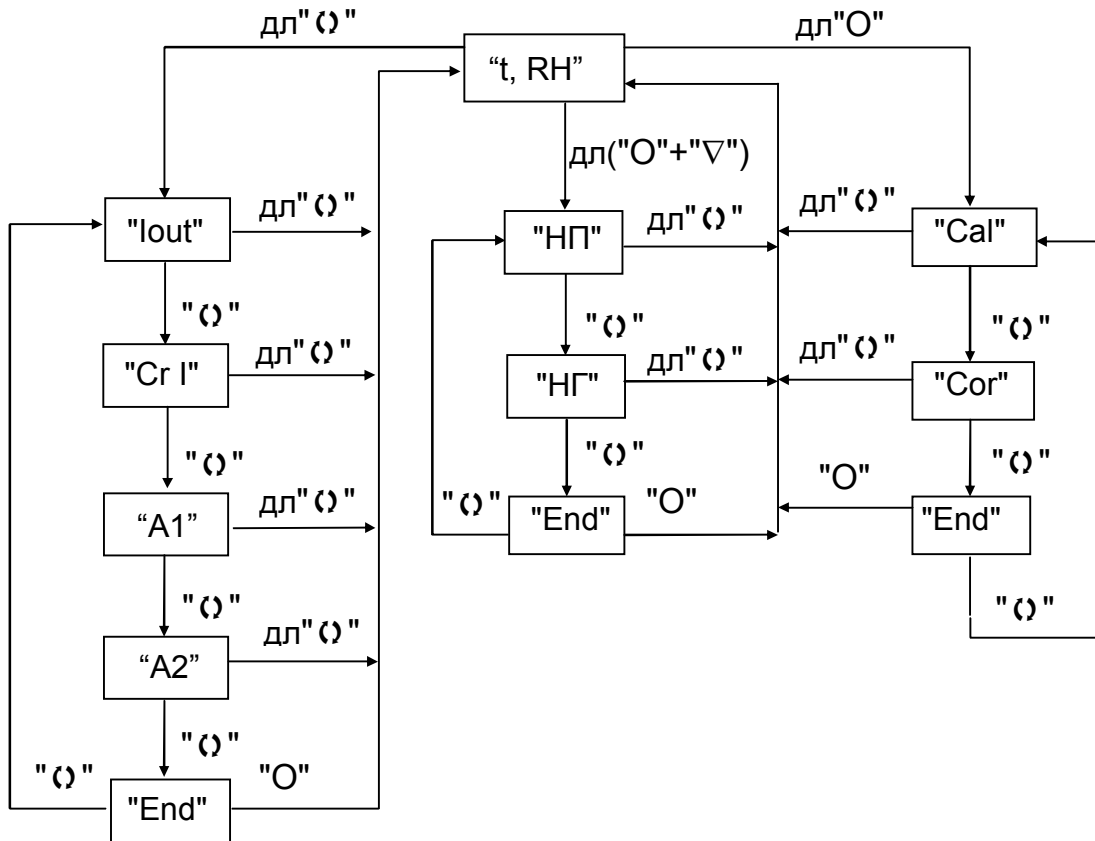 дл"🗘" дл"O"
“t, RH”
дл("O"+"∇")
"Iout" дл"🗘" "НП" дл"🗘" дл"🗘" "Cal"
"🗘" "🗘" "🗘"
"Cr I" дл"🗘" "НГ" дл"🗘" дл"🗘" "Cor"
"🗘" "🗘" "🗘"
“A1” дл"🗘" "🗘" "End" "O" "O" "End"
"🗘" "🗘"
“A2” дл"🗘"
"🗘"
"🗘" "End" "O"